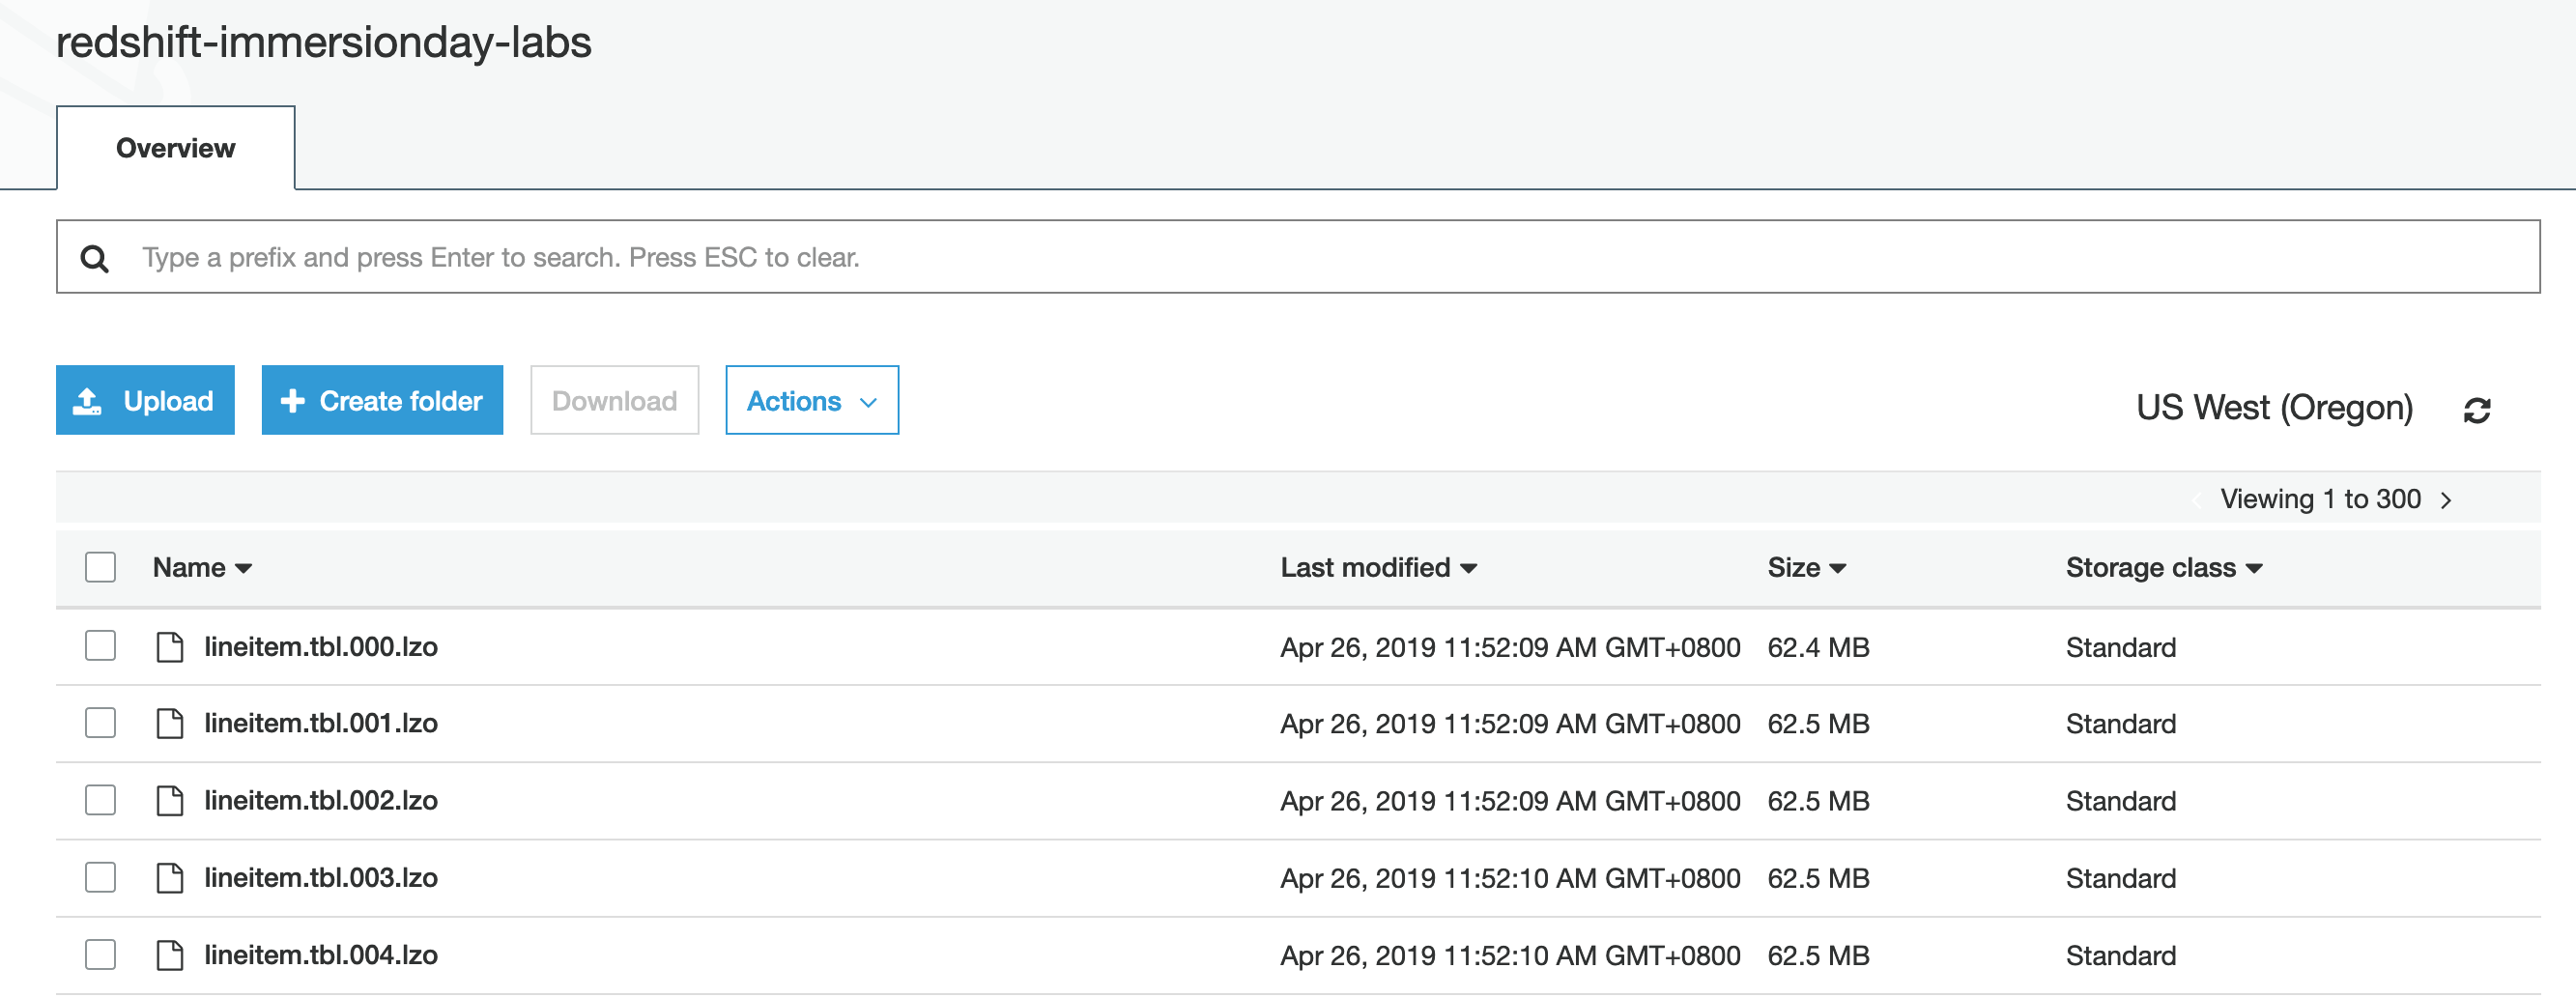 redshift-immersionday-labs
Overview
Type a prefix and press Enter to search. Press ESC to clear.
Upload Create folder Download Actions US West (Oregon)
Viewing 1 to 300
Name Last modified Size Storage class
lineitem.tbl.000.lzo Apr 26, 2019 11:52:09 AM GMT+0800 62.4 MB Standard
lineitem.tbl.001.lzo Apr 26, 2019 11:52:09 AM GMT+0800 62.5 MB Standard
lineitem.tbl.002.lzo Apr 26, 2019 11:52:09 AM GMT+0800 62.5 MB Standard
lineitem.tbl.003.lzo Apr 26, 2019 11:52:10 AM GMT+0800 62.5 MB Standard
lineitem.tbl.004.lzo Apr 26, 2019 11:52:10 AM GMT+0800 62.5 MB Standard